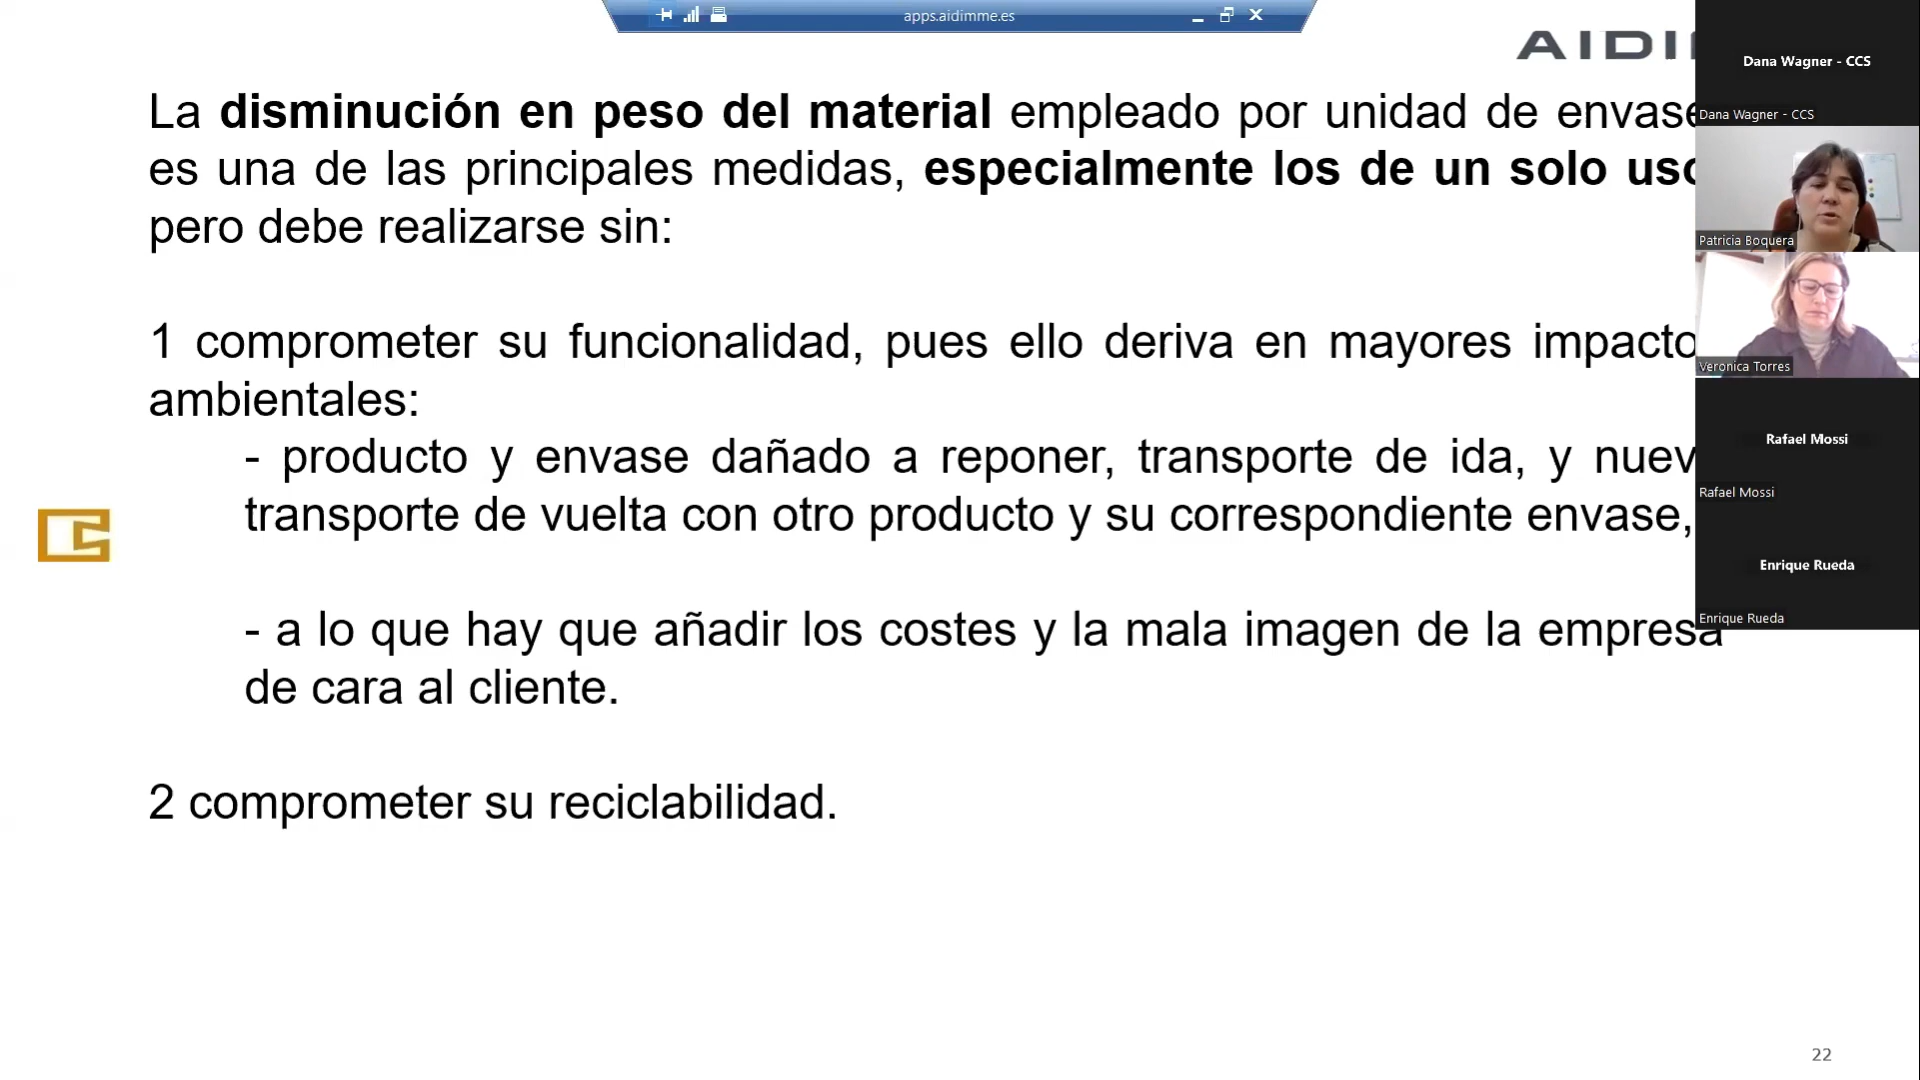 apps.aidimme.es
AIDI
La disminución en peso del material empleado por unidad de envase
es una de las principales medidas, especialmente los de un solo uso
pero debe realizarse sin:
1 comprometer su funcionalidad, pues ello deriva en mayores impacto
ambientales:
- producto y envase dañado a reponer, transporte de ida, y nuev
transporte de vuelta con otro producto y su correspondiente envase,
- a lo que hay que añadir los costes y la mala imagen de la empresa
de cara al cliente.
2 comprometer su reciclabilidad.
22
Dana Wagner - CCS
Dana Wagner - CCS
Patricia Boquera
Veronica Torres
Rafael Mossi
Rafael Mossi
Enrique Rueda
Enrique Rueda